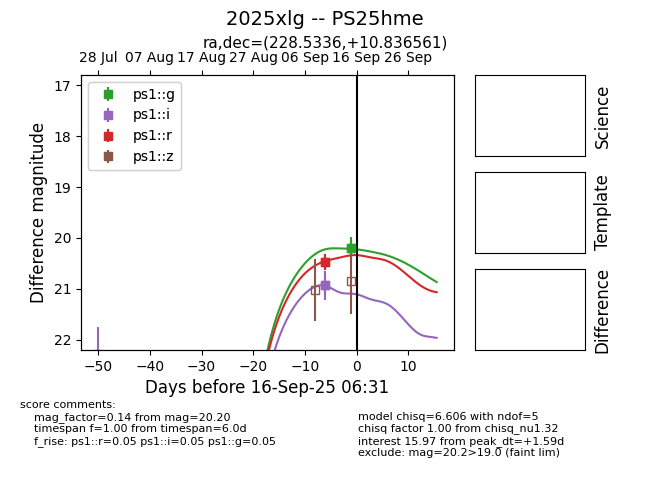 2025xlg -- PS25hme
ra,dec=(228.5336,+10.836561)
28 Jul 07 Aug 17 Aug 27 Aug 06 Sep 16 Sep 26 Sep
17
18
19
20
21
22
Difference magnitude
ps1::g
ps1::i
ps1::r
ps1::z
−50 −40 −30 −20 −10 0 10
Days before 16-Sep-25 06:31
Science
Template
Difference
score comments:
mag_factor=0.14 from mag=20.20
timespan f=1.00 from timespan=6.0d
f_rise: ps1::r=0.05 ps1::i=0.05 ps1::g=0.05
model chisq=6.606 with ndof=5
chisq factor 1.00 from chisq_nu1.32
interest 15.97 from peak_dt=+1.59d
exclude: mag=20.2>19.0 (faint lim)